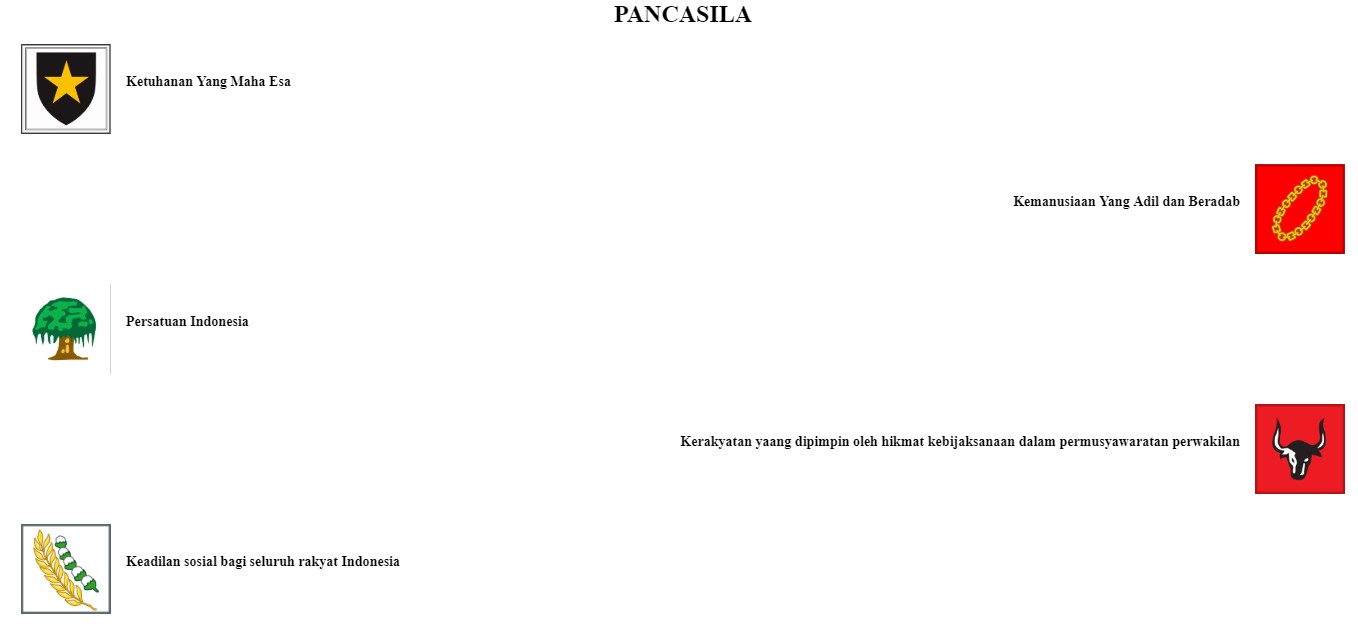 PANCASILA
Ketuhanan Yang Maha Esa
Kemanusiaan Yang Adil dan Beradab
Persatuan Indonesia
Kerakyatan yaang dipimpin oleh hikmat kebijaksanaan dalam permusyawaratan perwakilan
Keadilan sosial bagi seluruh rakyat Indonesia